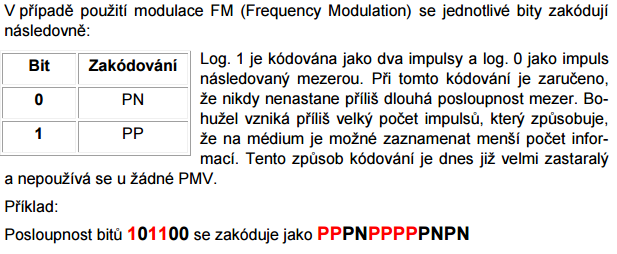 V případě použití modulace FM (Frequency Modulation) se jednotlivé bity zakódují
následovně:
Bit Zakódování
0 PN
1 PP
Log. 1 je kódována jako dva impulsy a log. 0 jako impuls
následovaný mezerou. Při tomto kódování je zaručeno,
že nikdy nenastane příliš dlouhá posloupnost mezer. Bo-
hužel vzniká příliš velký počet impulsů, který způsobuje,
že na médium je možné zaznamenat menší počet infor-
mací. Tento způsob kódování je dnes již velmi zastaralý
a nepoužívá se u žádné PMV.
Příklad:
Posloupnost bitů 101100 se zakóduje jako PPPNPPPPPNPN